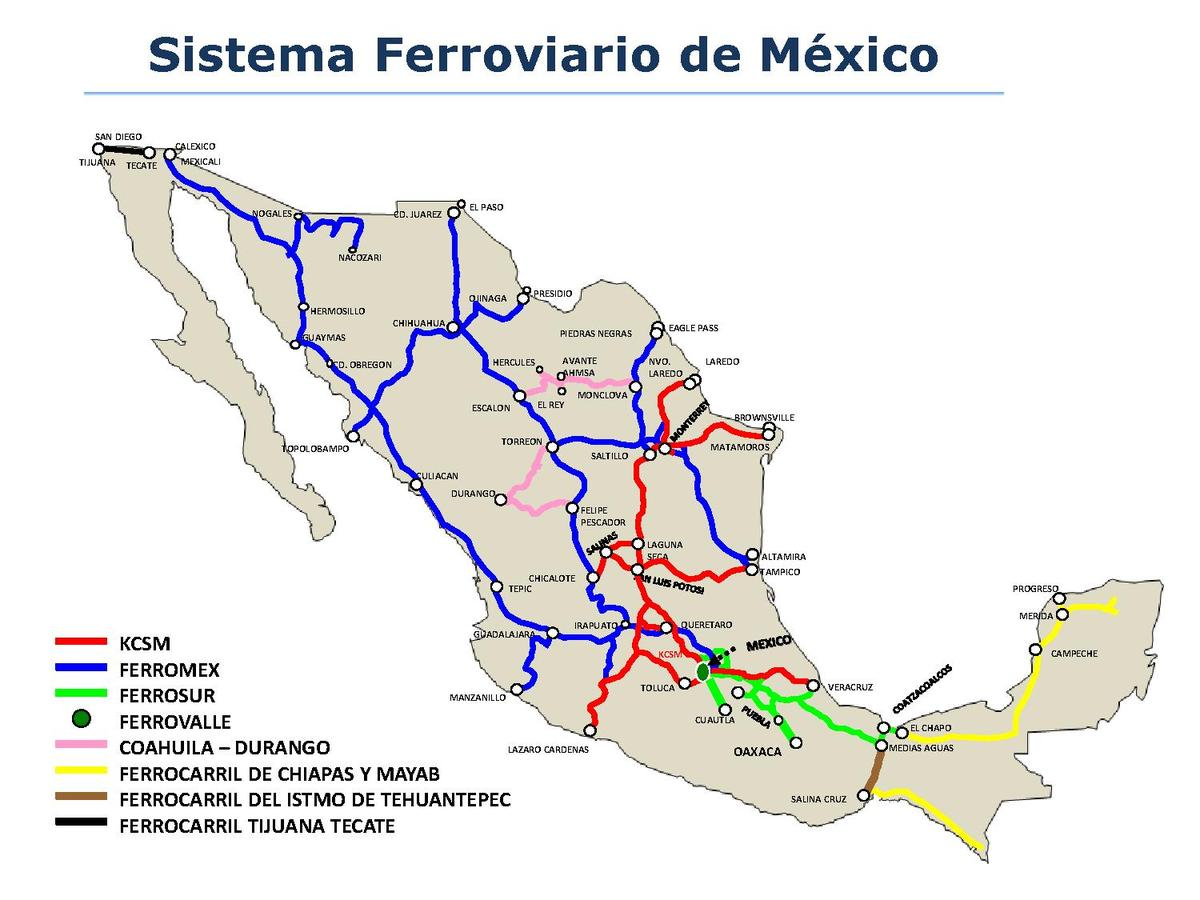 Sistema Ferroviario de México
SAN DIEGO
CALEXICO
TIJUANA
TECATE
MEXICALI
NOGALES
CD. JUAREZ
EL PASO
NACOZARI
OJINAGA
PRESIDIO
HERMOSILLO
CHIHUAHUA
GUAYMAS
PIEDRAS NEGRAS
EAGLE PASS
CD. OBREGON
HERCULES
AVANTE
AHMSA
NVO.
LAREDO
LAREDO
MONCLOVA
ESCALON
EL REY
MONTERREY
BROWNSVILLE
TORREON
MATAMOROS
TOPOLOBAMPO
SALTILLO
CULIACAN
DURANGO
FELIPE
PESCADOR
SALINAS
LAGUNA
SECA
ALTAMIRA
CHICALOTE
TAMPICO
SAN LUIS POTOSI
TEPIC
PROGRESO
MERIDA
IRAPUATO
QUERETARO
GUADALAJARA
MEXICO
KCSM
CAMPECHE
TOLUCA
VERACRUZ
MANZANILLO
COATZACOALCOS
CUAUTLA
PUEBLA
EL CHAPO
LAZARO CARDENAS
OAXACA
MEDIAS AGUAS
SALINA CRUZ
KCSM
FERROMEX
FERROSUR
FERROVALLE
COAHUILA – DURANGO
FERROCARRIL DE CHIAPAS Y MAYAB
FERROCARRIL DEL ISTMO DE TEHUANTEPEC
FERROCARRIL TIJUANA TECATE